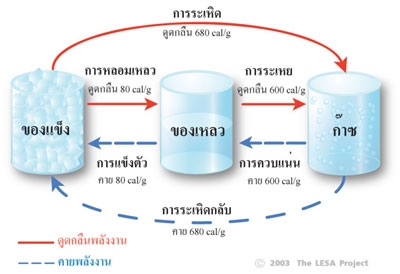 การระเหิด
ดูดกลืน 680 cal/g
การหลอมเหลว
ดูดกลืน 80 cal/g
การระเหย
ดูดกลืน 600 cal/g
ของแข็ง
ของเหลว
ก๊าซ
การแข็งตัว
คาย 80 cal/g
การควบแน่น
คาย 600 cal/g
การระเหิดกลับ
คาย 680 cal/g
ดูดกลืนพลังงาน
คายพลังงาน
© 2003 The LESA Project